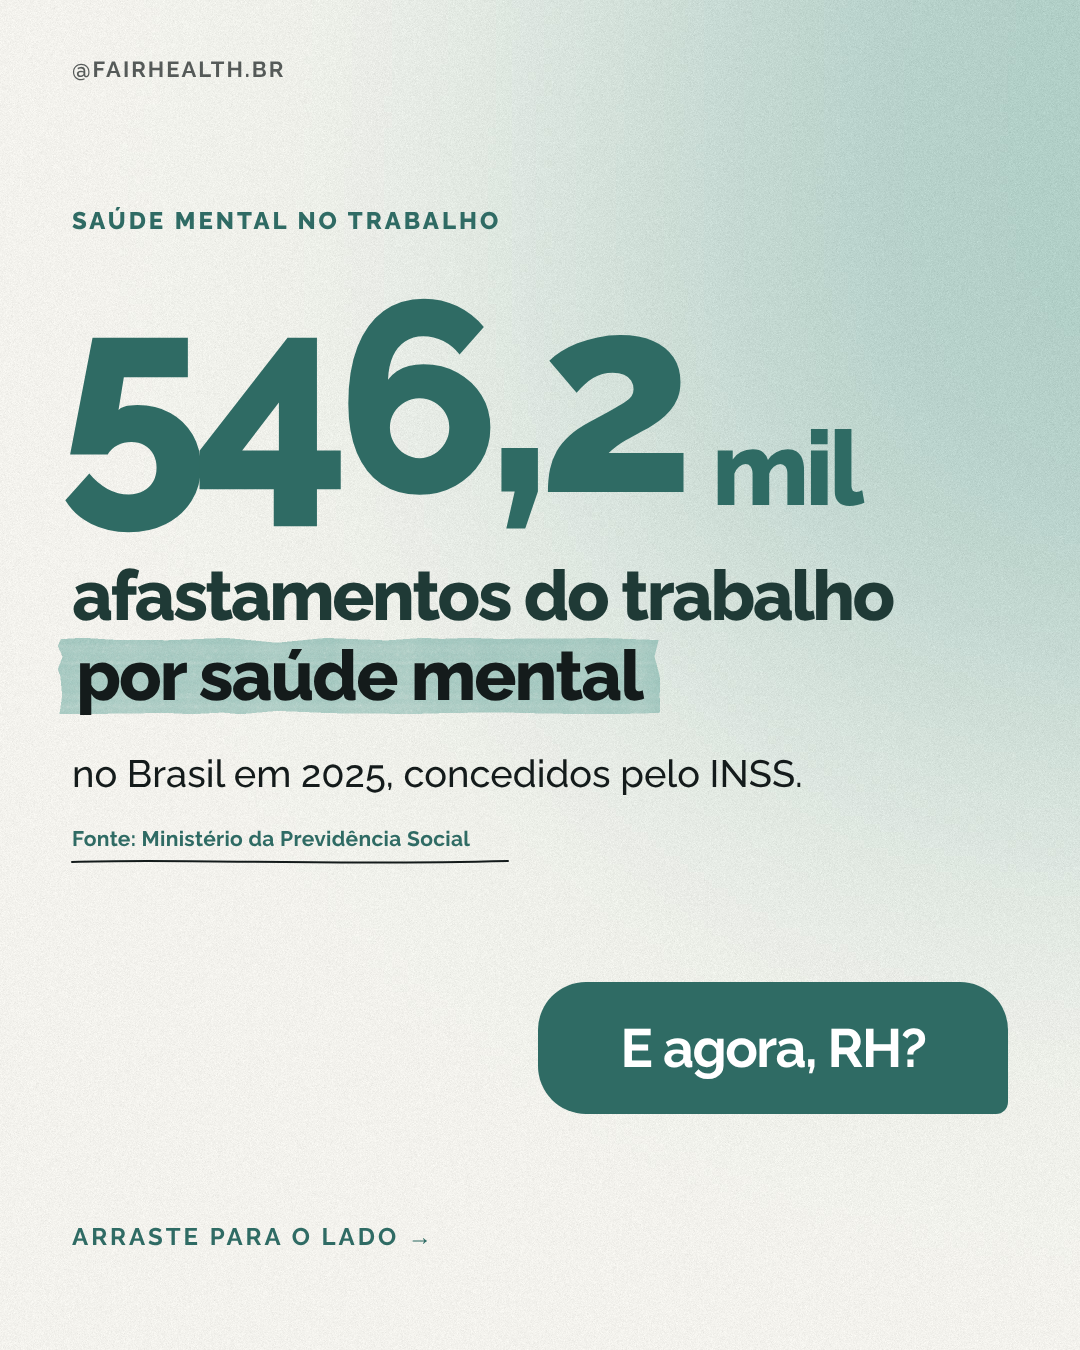 @FAIRHEALTH.BR
SAÚDE MENTAL NO TRABALHO
546,2 mil
afastamentos do trabalho
por saúde mental
no Brasil em 2025, concedidos pelo INSS.
Fonte: Ministério da Previdência Social
E agora, RH?
ARRASTE PARA O LADO →